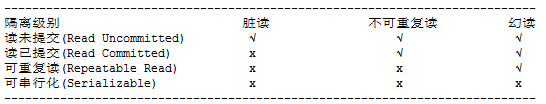 隔离级别 脏读 不可重复读 幻读
读未提交(Read Uncommitted) √ √ √
读已提交(Read Committed) x √ √
可重复读(Repeatable Read) x x √
可串行化(Serializable) x x x